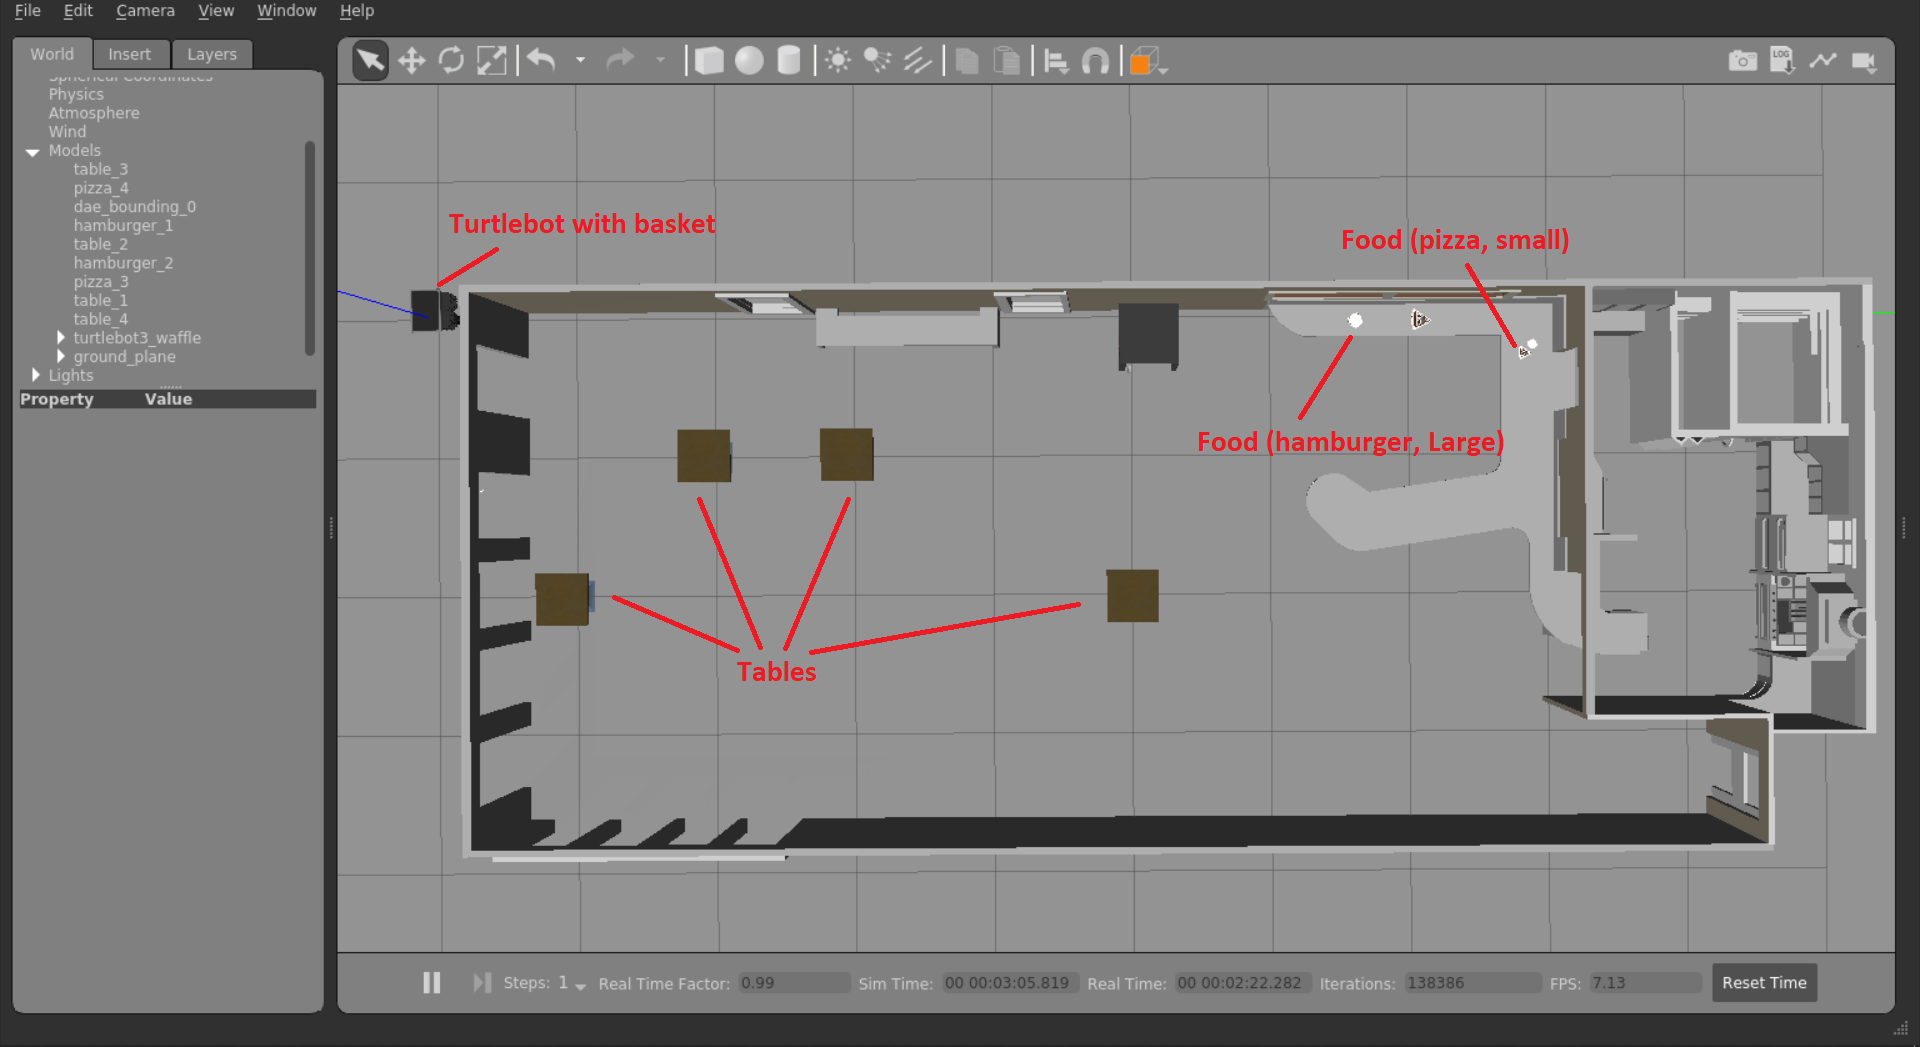 File Edit Camera View Window Help
World Insert Layers
LOG
Spherical Coordinates
Physics
Atmosphere
Wind
Models
table_3
pizza_4
dae_bounding_0
hamburger_1
table_2
hamburger_2
pizza_3
table_1
table_4
turtlebot3_waffle
ground_plane
Lights
Property Value
Turtlebot with basket
Food (pizza, small)
Food (hamburger, Large)
Tables
Steps: 1 Real Time Factor: 0.99 Sim Time: 00 00:03:05.819 Real Time: 00 00:02:22.282 Iterations: 138386 FPS: 7.13 Reset Time